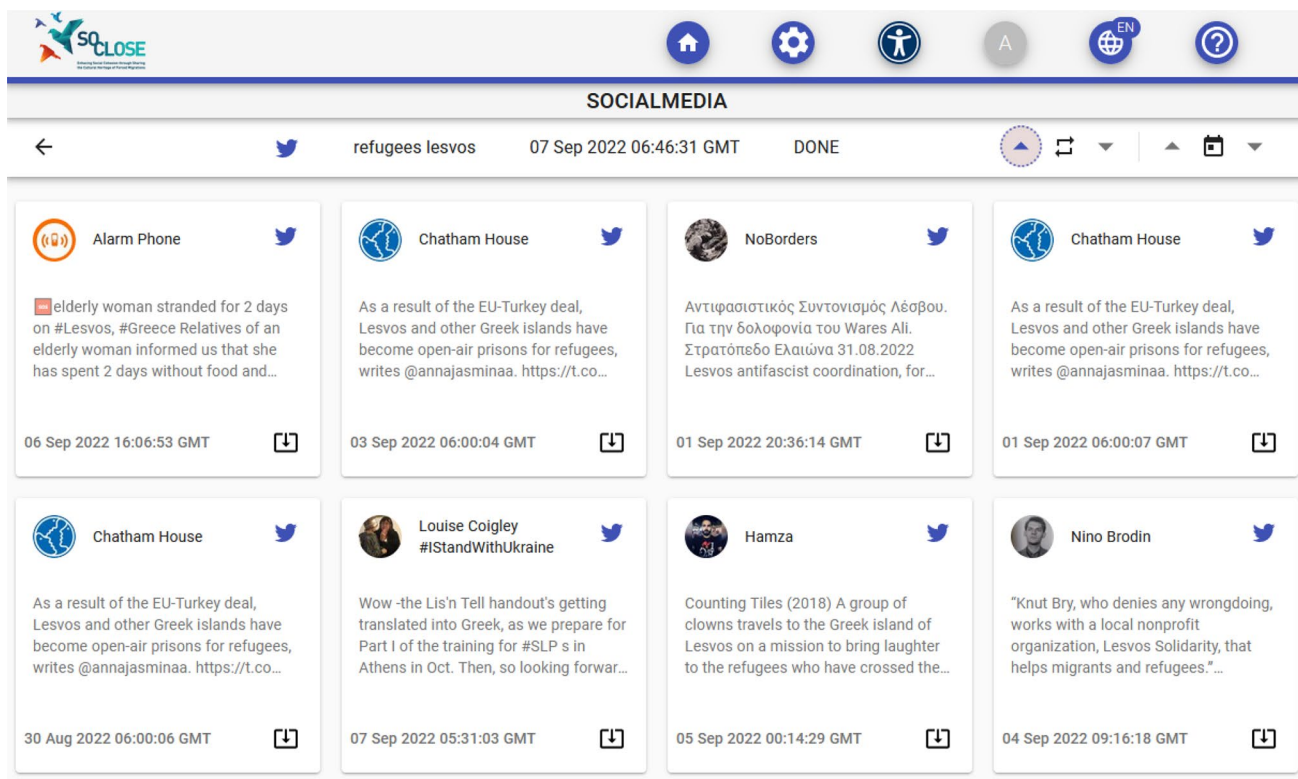 SO CLOSE
Enhancing Social Cohesion through Sharing
the Cultural Heritage of Forced Migrations
A
EN
SOCIALMEDIA
refugees lesvos 07 Sep 2022 06:46:31 GMT DONE
Alarm Phone
elderly woman stranded for 2 days
on #Lesvos, #Greece Relatives of an
elderly woman informed us that she
has spent 2 days without food and...
06 Sep 2022 16:06:53 GMT
Chatham House
As a result of the EU-Turkey deal,
Lesvos and other Greek islands have
become open-air prisons for refugees,
writes @annajasminaa. https://t.co...
03 Sep 2022 06:00:04 GMT
NoBorders
Αντιφασιστικός Συντονισμός Λέσβου.
Για την δολοφονία του Wares Ali.
Στρατόπεδο Ελαιώνα 31.08.2022
Lesvos antifascist coordination, for...
01 Sep 2022 20:36:14 GMT
Chatham House
As a result of the EU-Turkey deal,
Lesvos and other Greek islands have
become open-air prisons for refugees,
writes @annajasminaa. https://t.co...
01 Sep 2022 06:00:07 GMT
Chatham House
As a result of the EU-Turkey deal,
Lesvos and other Greek islands have
become open-air prisons for refugees,
writes @annajasminaa. https://t.co...
30 Aug 2022 06:00:06 GMT
Louise Coigley
#IStandWithUkraine
Wow -the Lis'n Tell handout's getting
translated into Greek, as we prepare for
Part I of the training for #SLP s in
Athens in Oct. Then, so looking forwar...
07 Sep 2022 05:31:03 GMT
Hamza
Counting Tiles (2018) A group of
clowns travels to the Greek island of
Lesvos on a mission to bring laughter
to the refugees who have crossed the...
05 Sep 2022 00:14:29 GMT
Nino Brodin
“Knut Bry, who denies any wrongdoing,
works with a local nonprofit
organization, Lesvos Solidarity, that
helps migrants and refugees.”...
04 Sep 2022 09:16:18 GMT